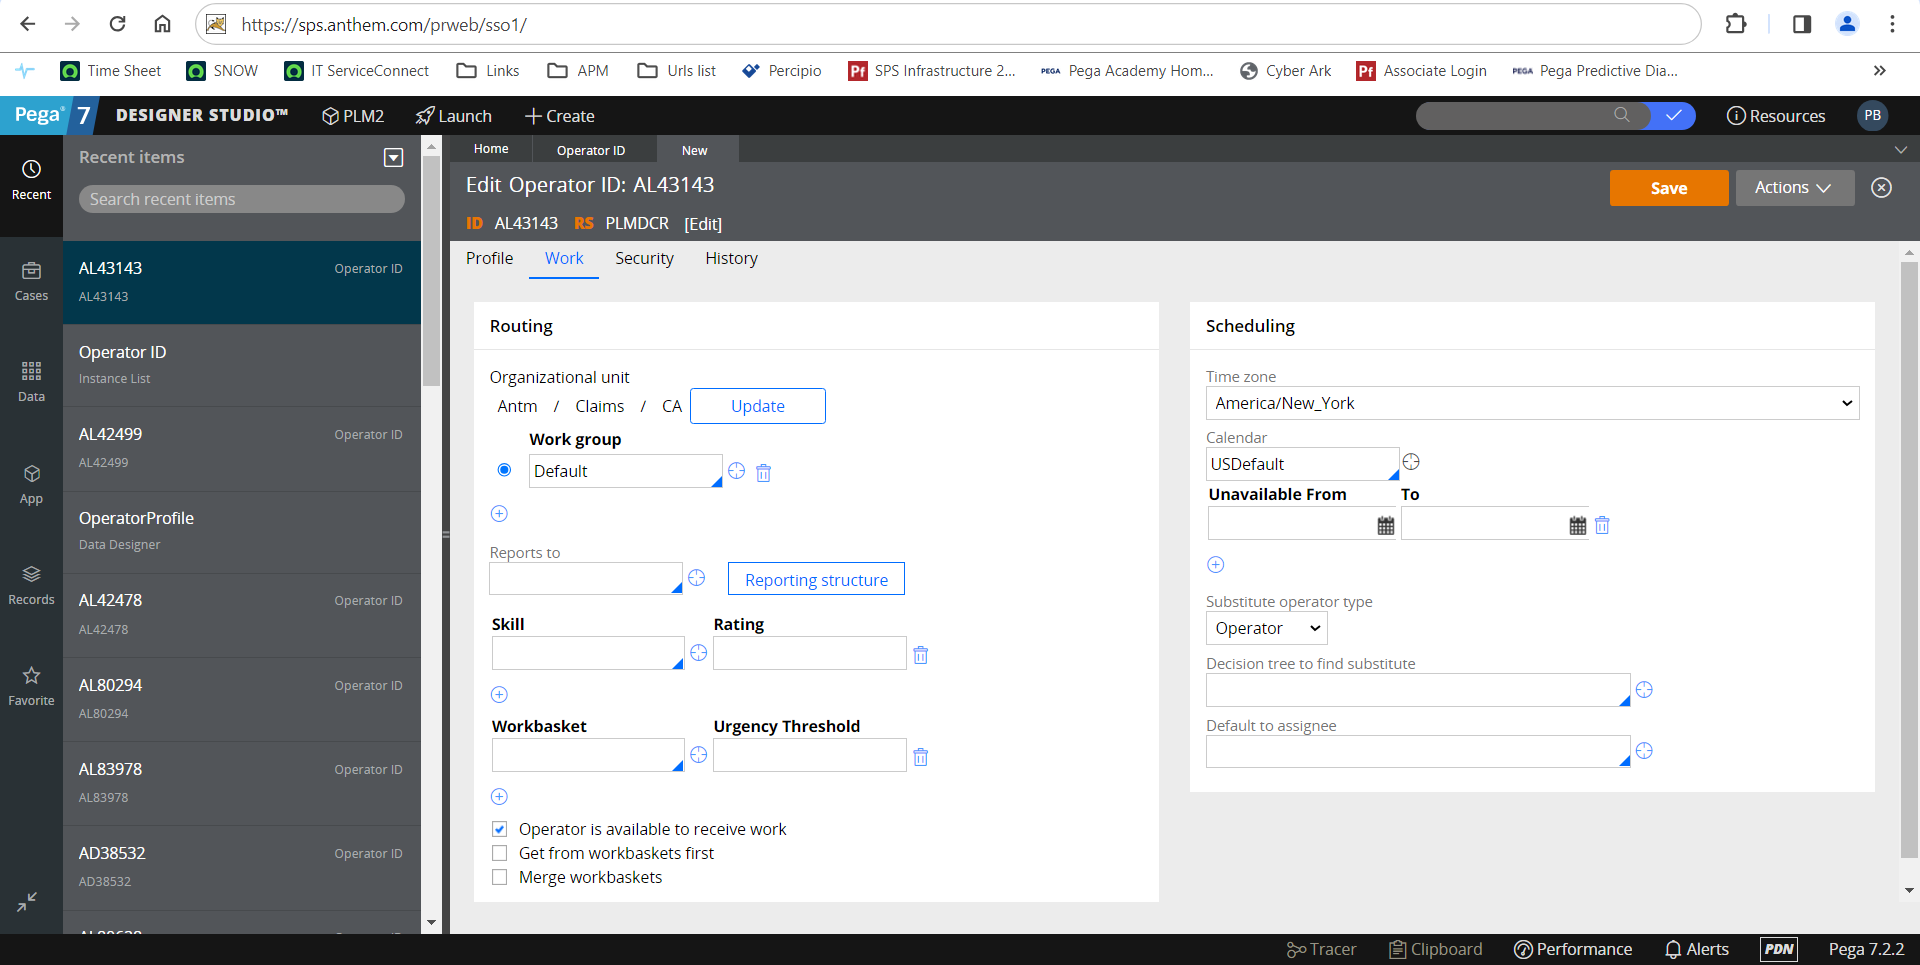 https://sps.anthem.com/prweb/sso1/
Time Sheet SNOW IT ServiceConnect Links APM Urls list Percipio Pf SPS Infrastructure 2... PEGA Pega Academy Hom... Cyber Ark Pf Associate Login PEGA Pega Predictive Dia... »
Pega 7 DESIGNER STUDIO™ PLM2 Launch + Create Resources PB
Recent
Cases
Data
App
Records
Favorite
Recent items
Search recent items
AL43143 Operator ID
AL43143
Operator ID
Instance List
AL42499 Operator ID
AL42499
OperatorProfile
Data Designer
AL42478 Operator ID
AL42478
AL80294 Operator ID
AL80294
AL83978 Operator ID
AL83978
AD38532 Operator ID
AD38532
Home Operator ID New
Edit Operator ID: AL43143
Save Actions
ID AL43143 RS PLMDCR [Edit]
Profile Work Security History
Routing
Organizational unit
Antm / Claims / CA Update
Work group
Default
Reports to
Reporting structure
Skill Rating
Workbasket Urgency Threshold
Operator is available to receive work
Get from workbaskets first
Merge workbaskets
Scheduling
Time zone
America/New_York
Calendar
USDefault
Unavailable From To
Substitute operator type
Operator
Decision tree to find substitute
Default to assignee
Tracer Clipboard Performance Alerts PDN Pega 7.2.2